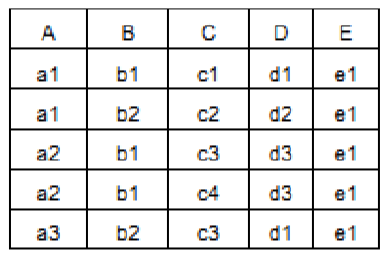 A B C D E
a1 b1 c1 d1 e1
a1 b2 c2 d2 e1
a2 b1 c3 d3 e1
a2 b1 c4 d3 e1
a3 b2 c3 d1 e1